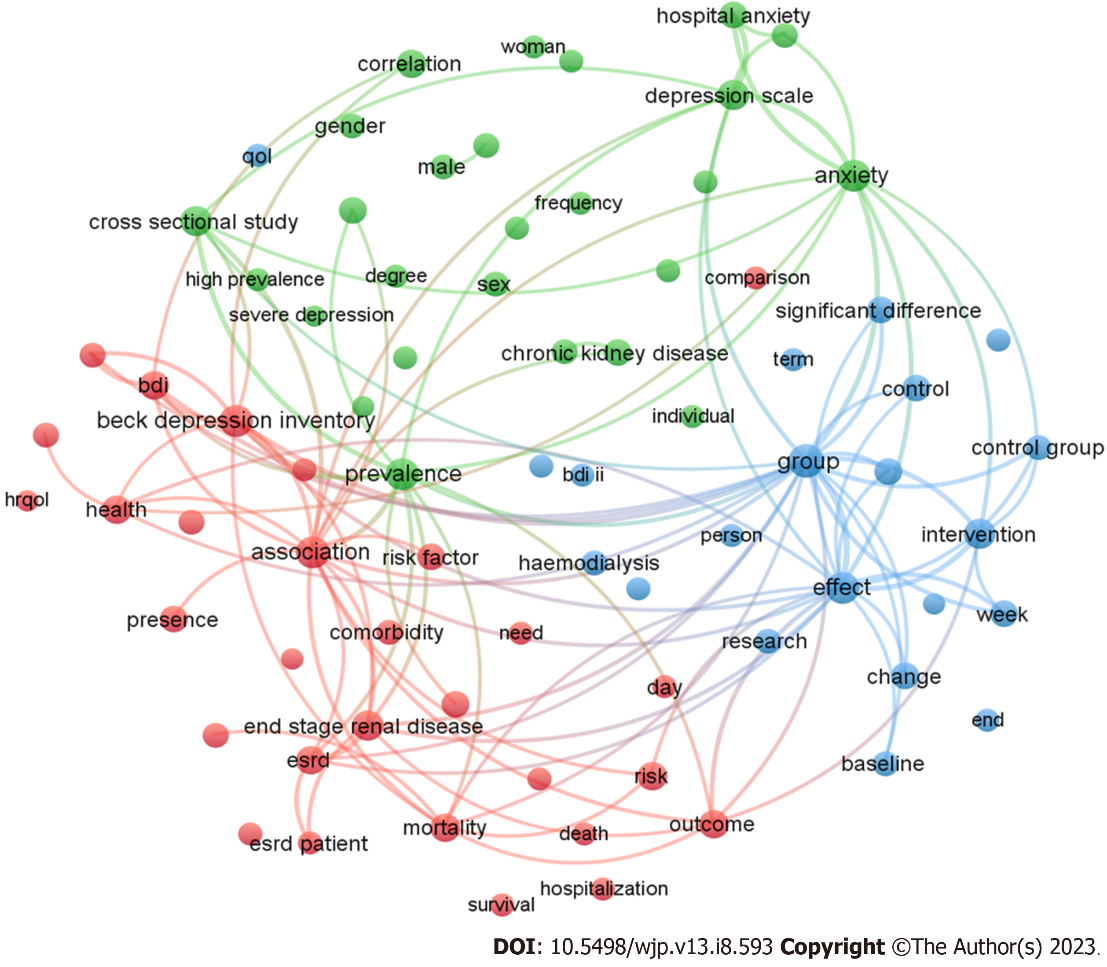 hospital anxiety
woman
correlation
depression scale
gender
qol
male
anxiety
frequency
cross sectional study
high prevalence
degree
sex
comparison
severe depression
significant difference
chronic kidney disease
term
bdi
control
beck depression inventory
individual
prevalence
group
control group
bdi ii
hrqol
health
association
risk factor
person
intervention
haemodialysis
effect
presence
comorbidity
need
research
week
day
change
end stage renal disease
end
esrd
risk
baseline
mortality
death
outcome
esrd patient
hospitalization
survival
DOI: 10.5498/wjp.v13.i8.593 Copyright ©The Author(s) 2023.